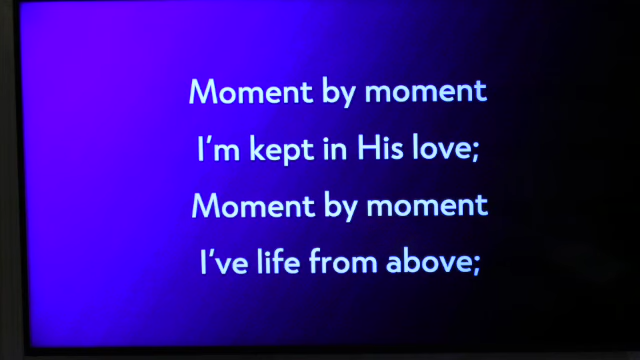 Moment by moment
I'm kept in His love;
Moment by moment
I've life from above;